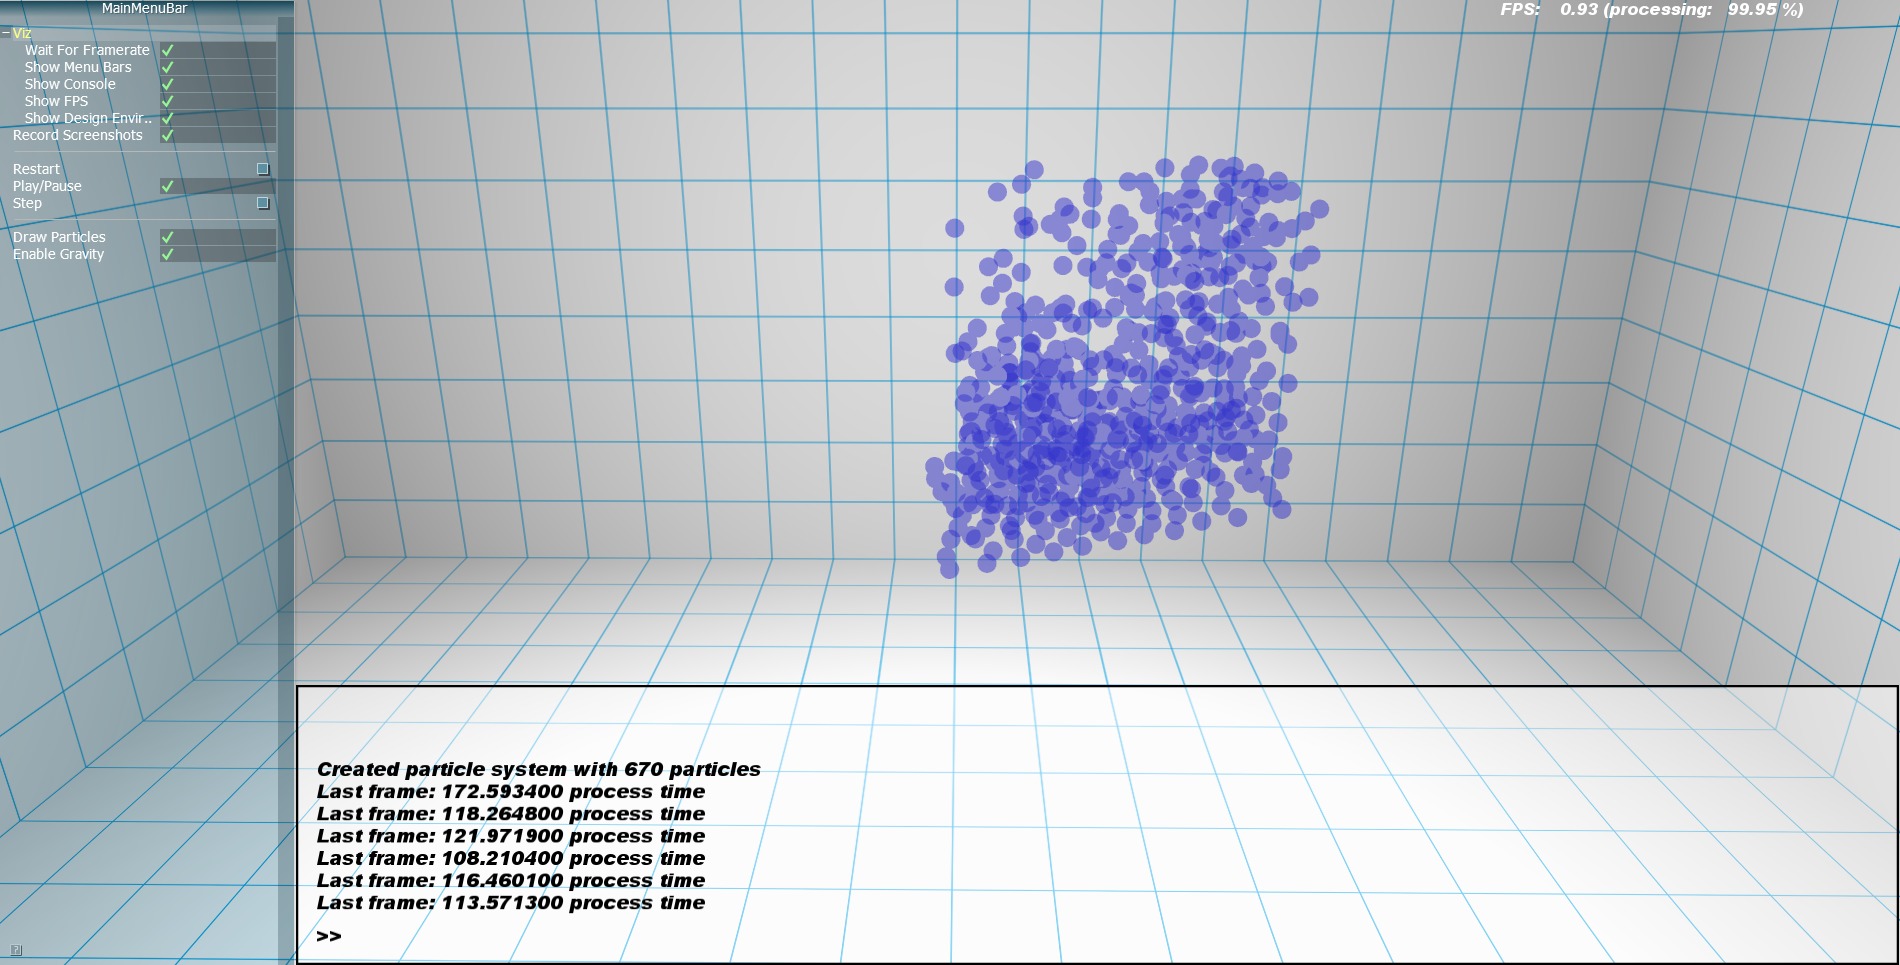 MainMenuBar
FPS: 0.93 (processing: 99.95 %)
Viz
Wait For Framerate
Show Menu Bars
Show Console
Show FPS
Show Design Envir..
Record Screenshots
Restart
Play/Pause
Step
Draw Particles
Enable Gravity
Created particle system with 670 particles
Last frame: 172.593400 process time
Last frame: 118.264800 process time
Last frame: 121.971900 process time
Last frame: 108.210400 process time
Last frame: 116.460100 process time
Last frame: 113.571300 process time
>>
?